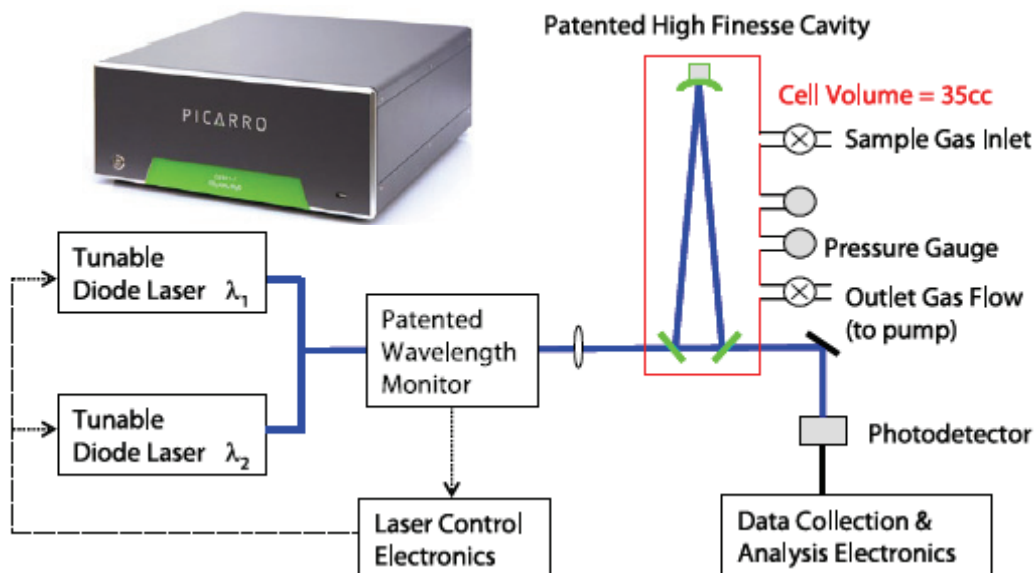 Patented High Finesse Cavity
PICARRO
Cell Volume = 35cc
Sample Gas Inlet
Pressure Gauge
Outlet Gas Flow
(to pump)
Tunable
Diode Laser λ1
Patented
Wavelength
Monitor
Tunable
Diode Laser λ2
Photodetector
Laser Control
Electronics
Data Collection &
Analysis Electronics